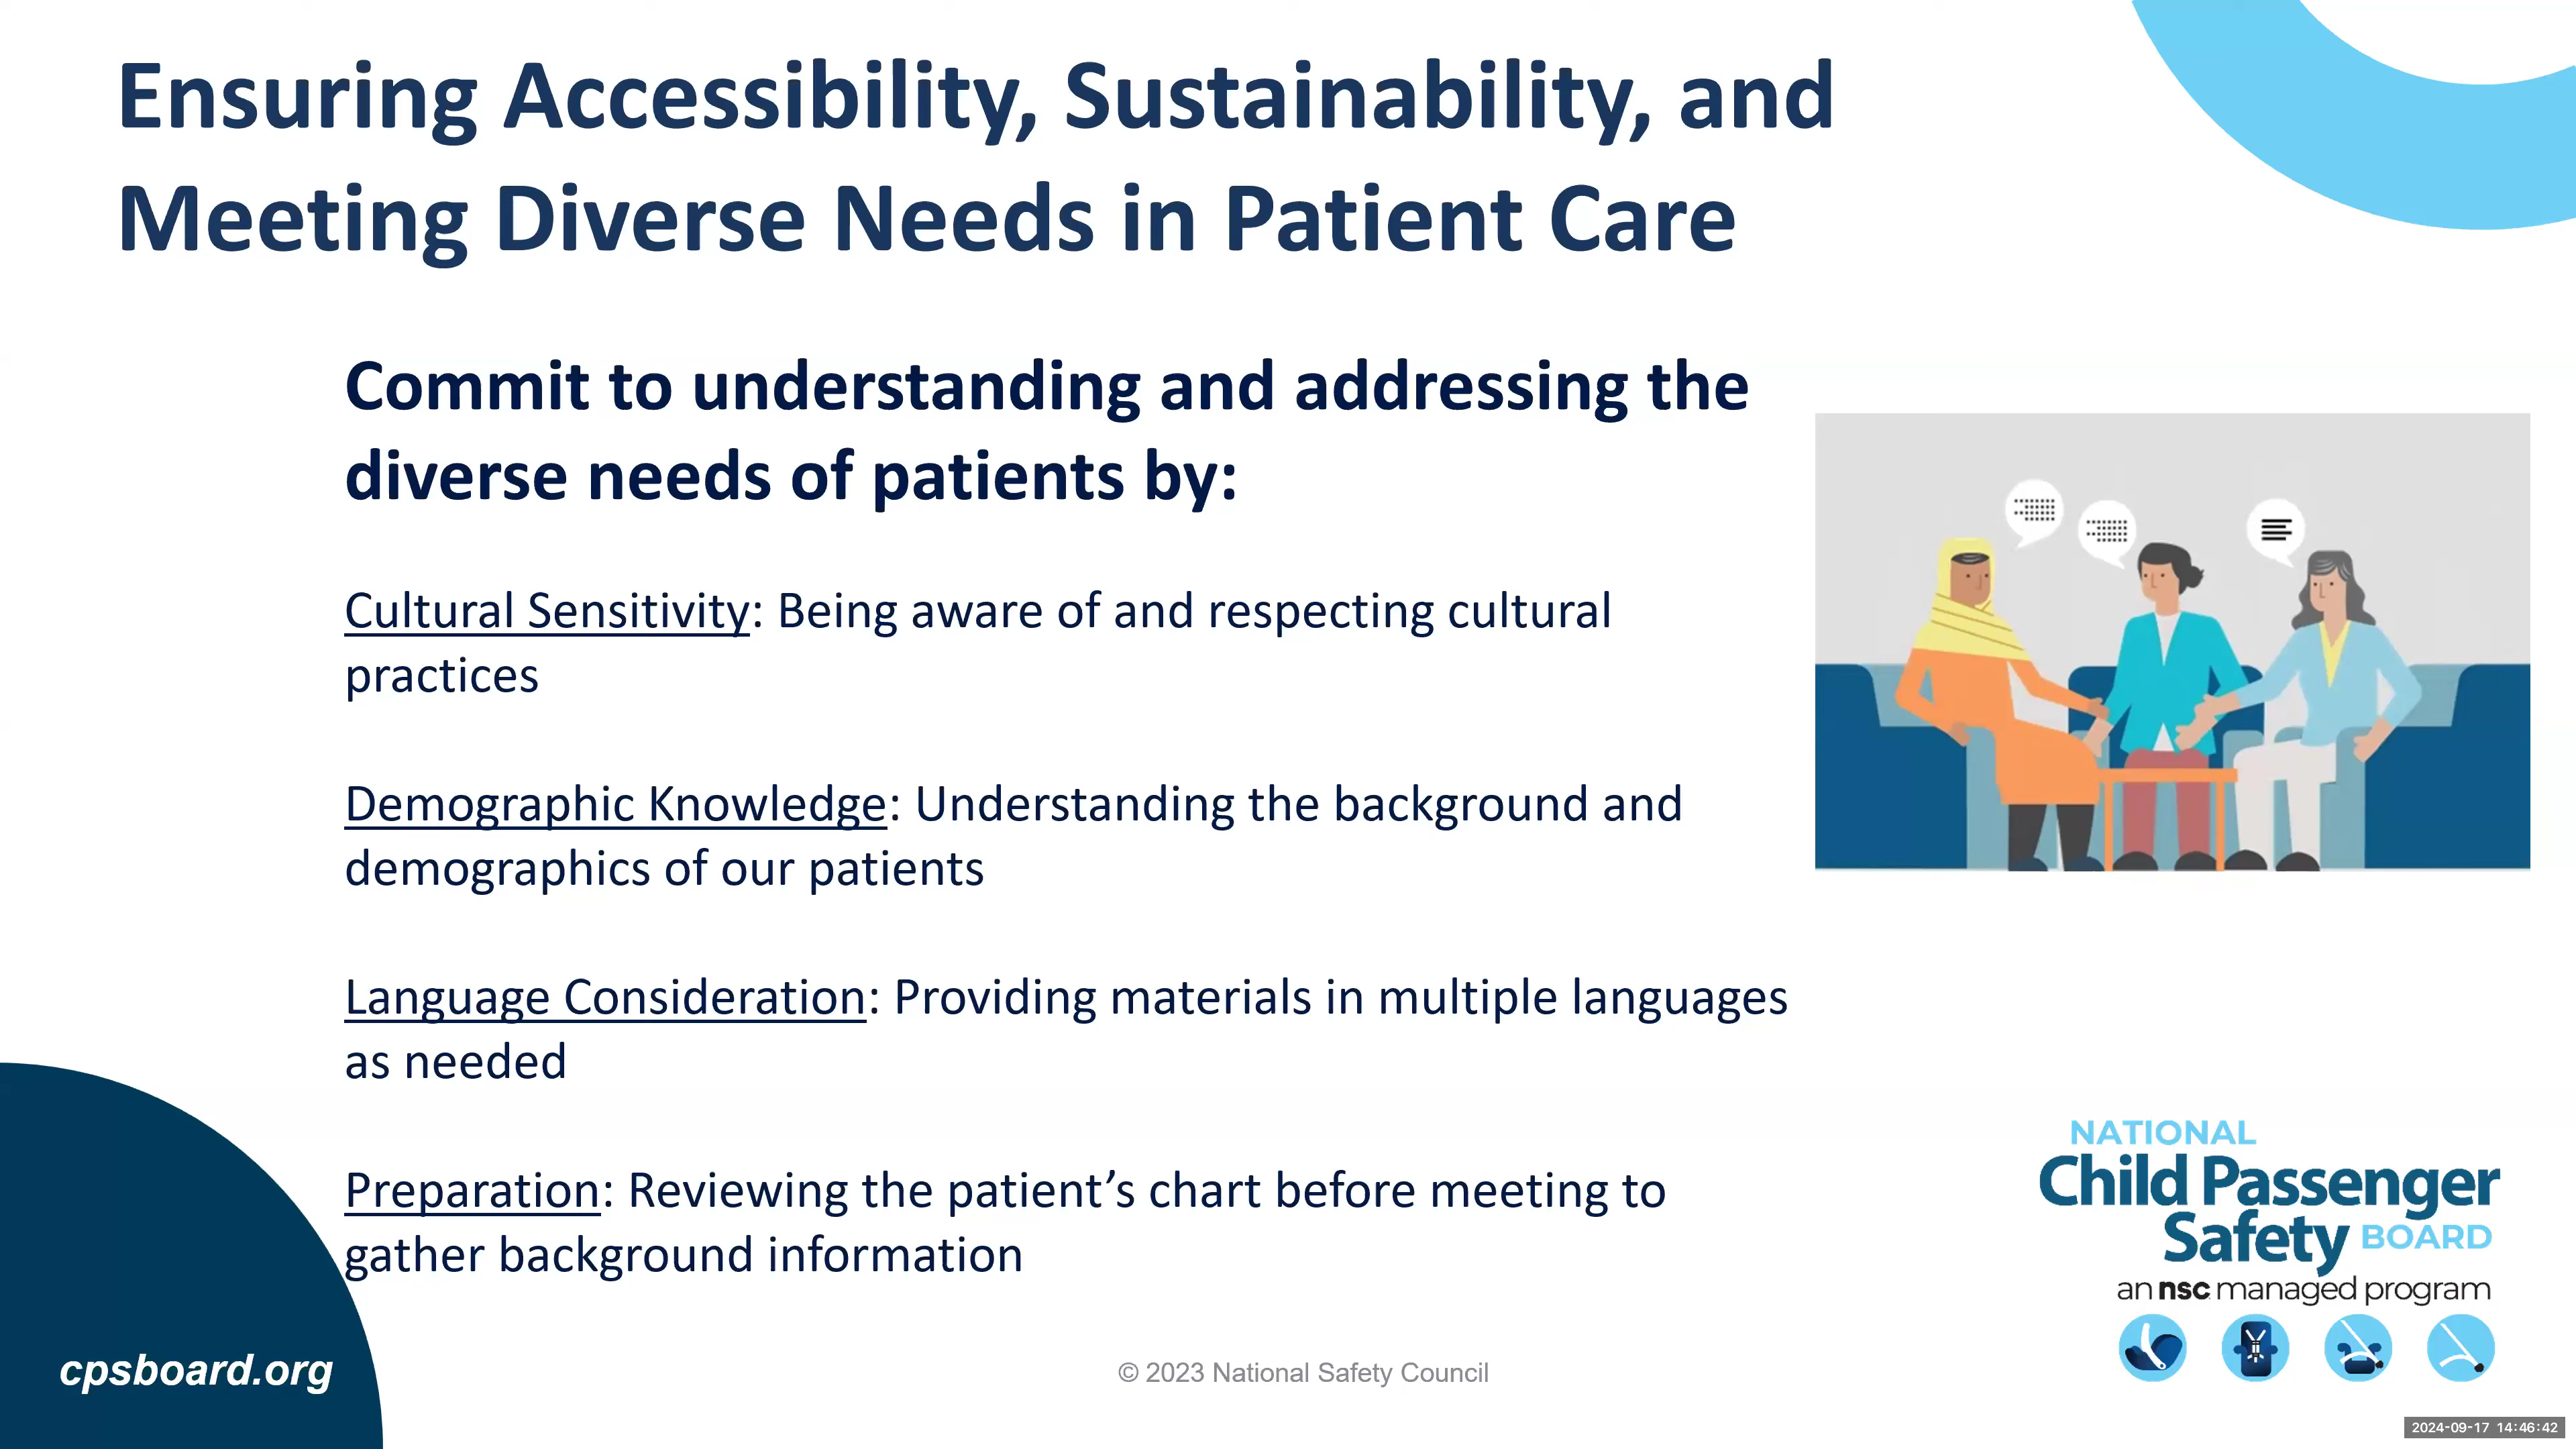 Ensuring Accessibility, Sustainability, and
Meeting Diverse Needs in Patient Care
Commit to understanding and addressing the
diverse needs of patients by:
Cultural Sensitivity: Being aware of and respecting cultural
practices
Demographic Knowledge: Understanding the background and
demographics of our patients
Language Consideration: Providing materials in multiple languages
as needed
Preparation: Reviewing the patient’s chart before meeting to
gather background information
NATIONAL
Child Passenger
Safety BOARD
an nsc managed program
cpsboard.org
© 2023 National Safety Council
2024-09-17 14:46:42